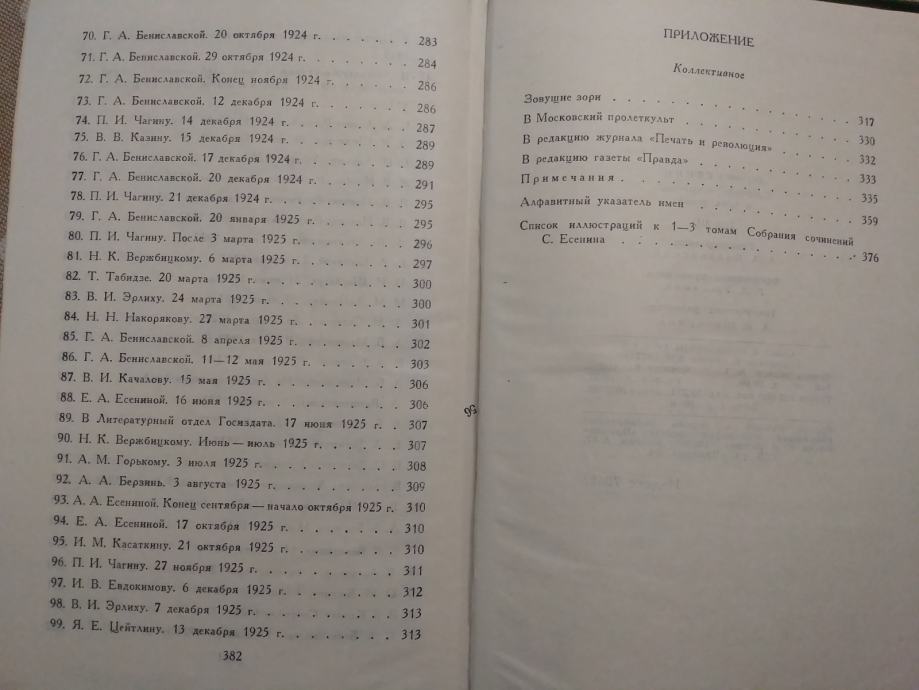 70. Г. А. Бениславской. 20 октября 1924 г. . . . . . . 283
71. Г. А. Бениславской. 29 октября 1924 г. . . . . . . 284
72. Г. А. Бениславской. Конец ноября 1924 г. . . . . . 286
73. Г. А. Бениславской. 12 декабря 1924 г. . . . . . . 286
74. П. И. Чагину. 14 декабря 1924 г. . . . . . . . . 287
75. В. В. Казину. 15 декабря 1924 г. . . . . . . . . 289
76. Г. А. Бениславской. 17 декабря 1924 г. . . . . . . 289
77. Г. А. Бениславской. 20 декабря 1924 г. . . . . . . 291
78. П. И. Чагину. 21 декабря 1924 г. . . . . . . . . 295
79. Г. А. Бениславской. 20 января 1925 г. . . . . . . 295
80. П. И. Чагину. После 3 марта 1925 г. . . . . . . . 296
81. Н. К. Вержбицкому. 6 марта 1925 г. . . . . . . . 297
82. Т. Табидзе. 20 марта 1925 г. . . . . . . . . . 300
83. В. И. Эрлиху. 24 марта 1925 г. . . . . . . . . 300
84. Н. Н. Накорякову. 27 марта 1925 г. . . . . . . . 301
85. Г. А. Бениславской. 8 апреля 1925 г. . . . . . . . 302
86. Г. А. Бениславской. 11—12 мая 1925 г. . . . . . . 303
87. В. И. Качалову. 15 мая 1925 г. . . . . . . . . 306
88. Е. А. Есениной. 16 июня 1925 г. . . . . . . . . 306
89. В Литературный отдел Госиздата. 17 июня 1925 г. . . 307
90. Н. К. Вержбицкому. Июнь — июль 1925 г. . . . . . 307
91. А. М. Горькому. 3 июля 1925 г. . . . . . . . . 308
92. А. А. Берзинь. 3 августа 1925 г. . . . . . . . . 309
93. А. А. Есениной. Конец сентября — начало октября 1925 г. 310
94. Е. А. Есениной. 17 октября 1925 г. . . . . . . . 310
95. И. М. Касаткину. 21 октября 1925 г. . . . . . . . 310
96. П. И. Чагину. 27 ноября 1925 г. . . . . . . . . 311
97. И. В. Евдокимову. 6 декабря 1925 г. . . . . . . . 312
98. В. И. Эрлиху. 7 декабря 1925 г. . . . . . . . . 313
99. Я. Е. Цейтлину. 13 декабря 1925 г. . . . . . . . 313
382
ПРИЛОЖЕНИЕ
Коллективное
Зовущие зори . . . . . . . . . . . . . 317
В Московский пролеткульт . . . . . . . . . 330
В редакцию журнала «Печать и революция» . . . . . 332
В редакцию газеты «Правда» . . . . . . . . . 333
Примечания . . . . . . . . . . . . . 335
Алфавитный указатель имен . . . . . . . . . 359
Список иллюстраций к 1—3 томам Собрания сочинений
С. Есенина . . . . . . . . . . . . . 376